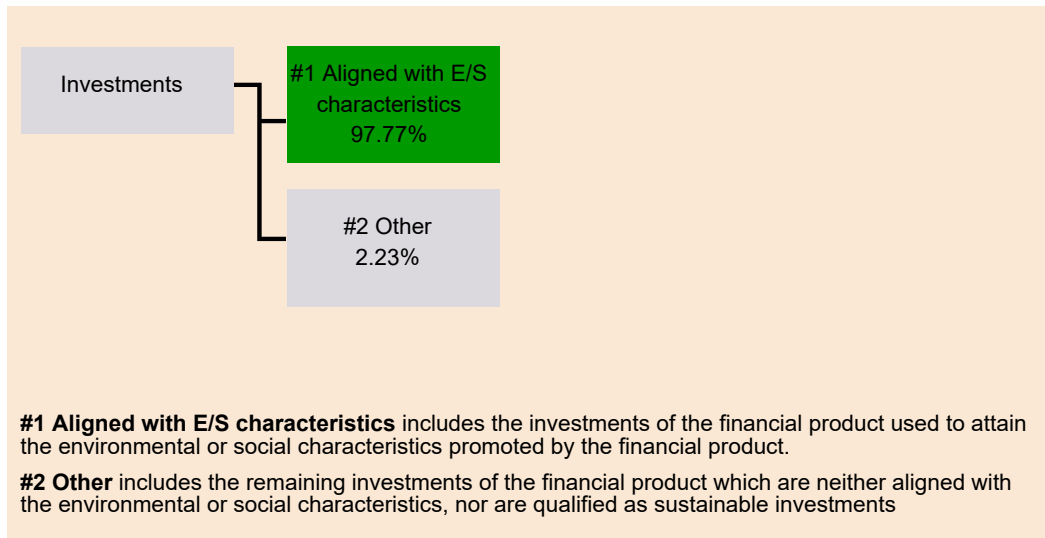 Investments
#1 Aligned with E/S
characteristics
97.77%
#2 Other
2.23%
#1 Aligned with E/S characteristics includes the investments of the financial product used to attain
the environmental or social characteristics promoted by the financial product.
#2 Other includes the remaining investments of the financial product which are neither aligned with
the environmental or social characteristics, nor are qualified as sustainable investments